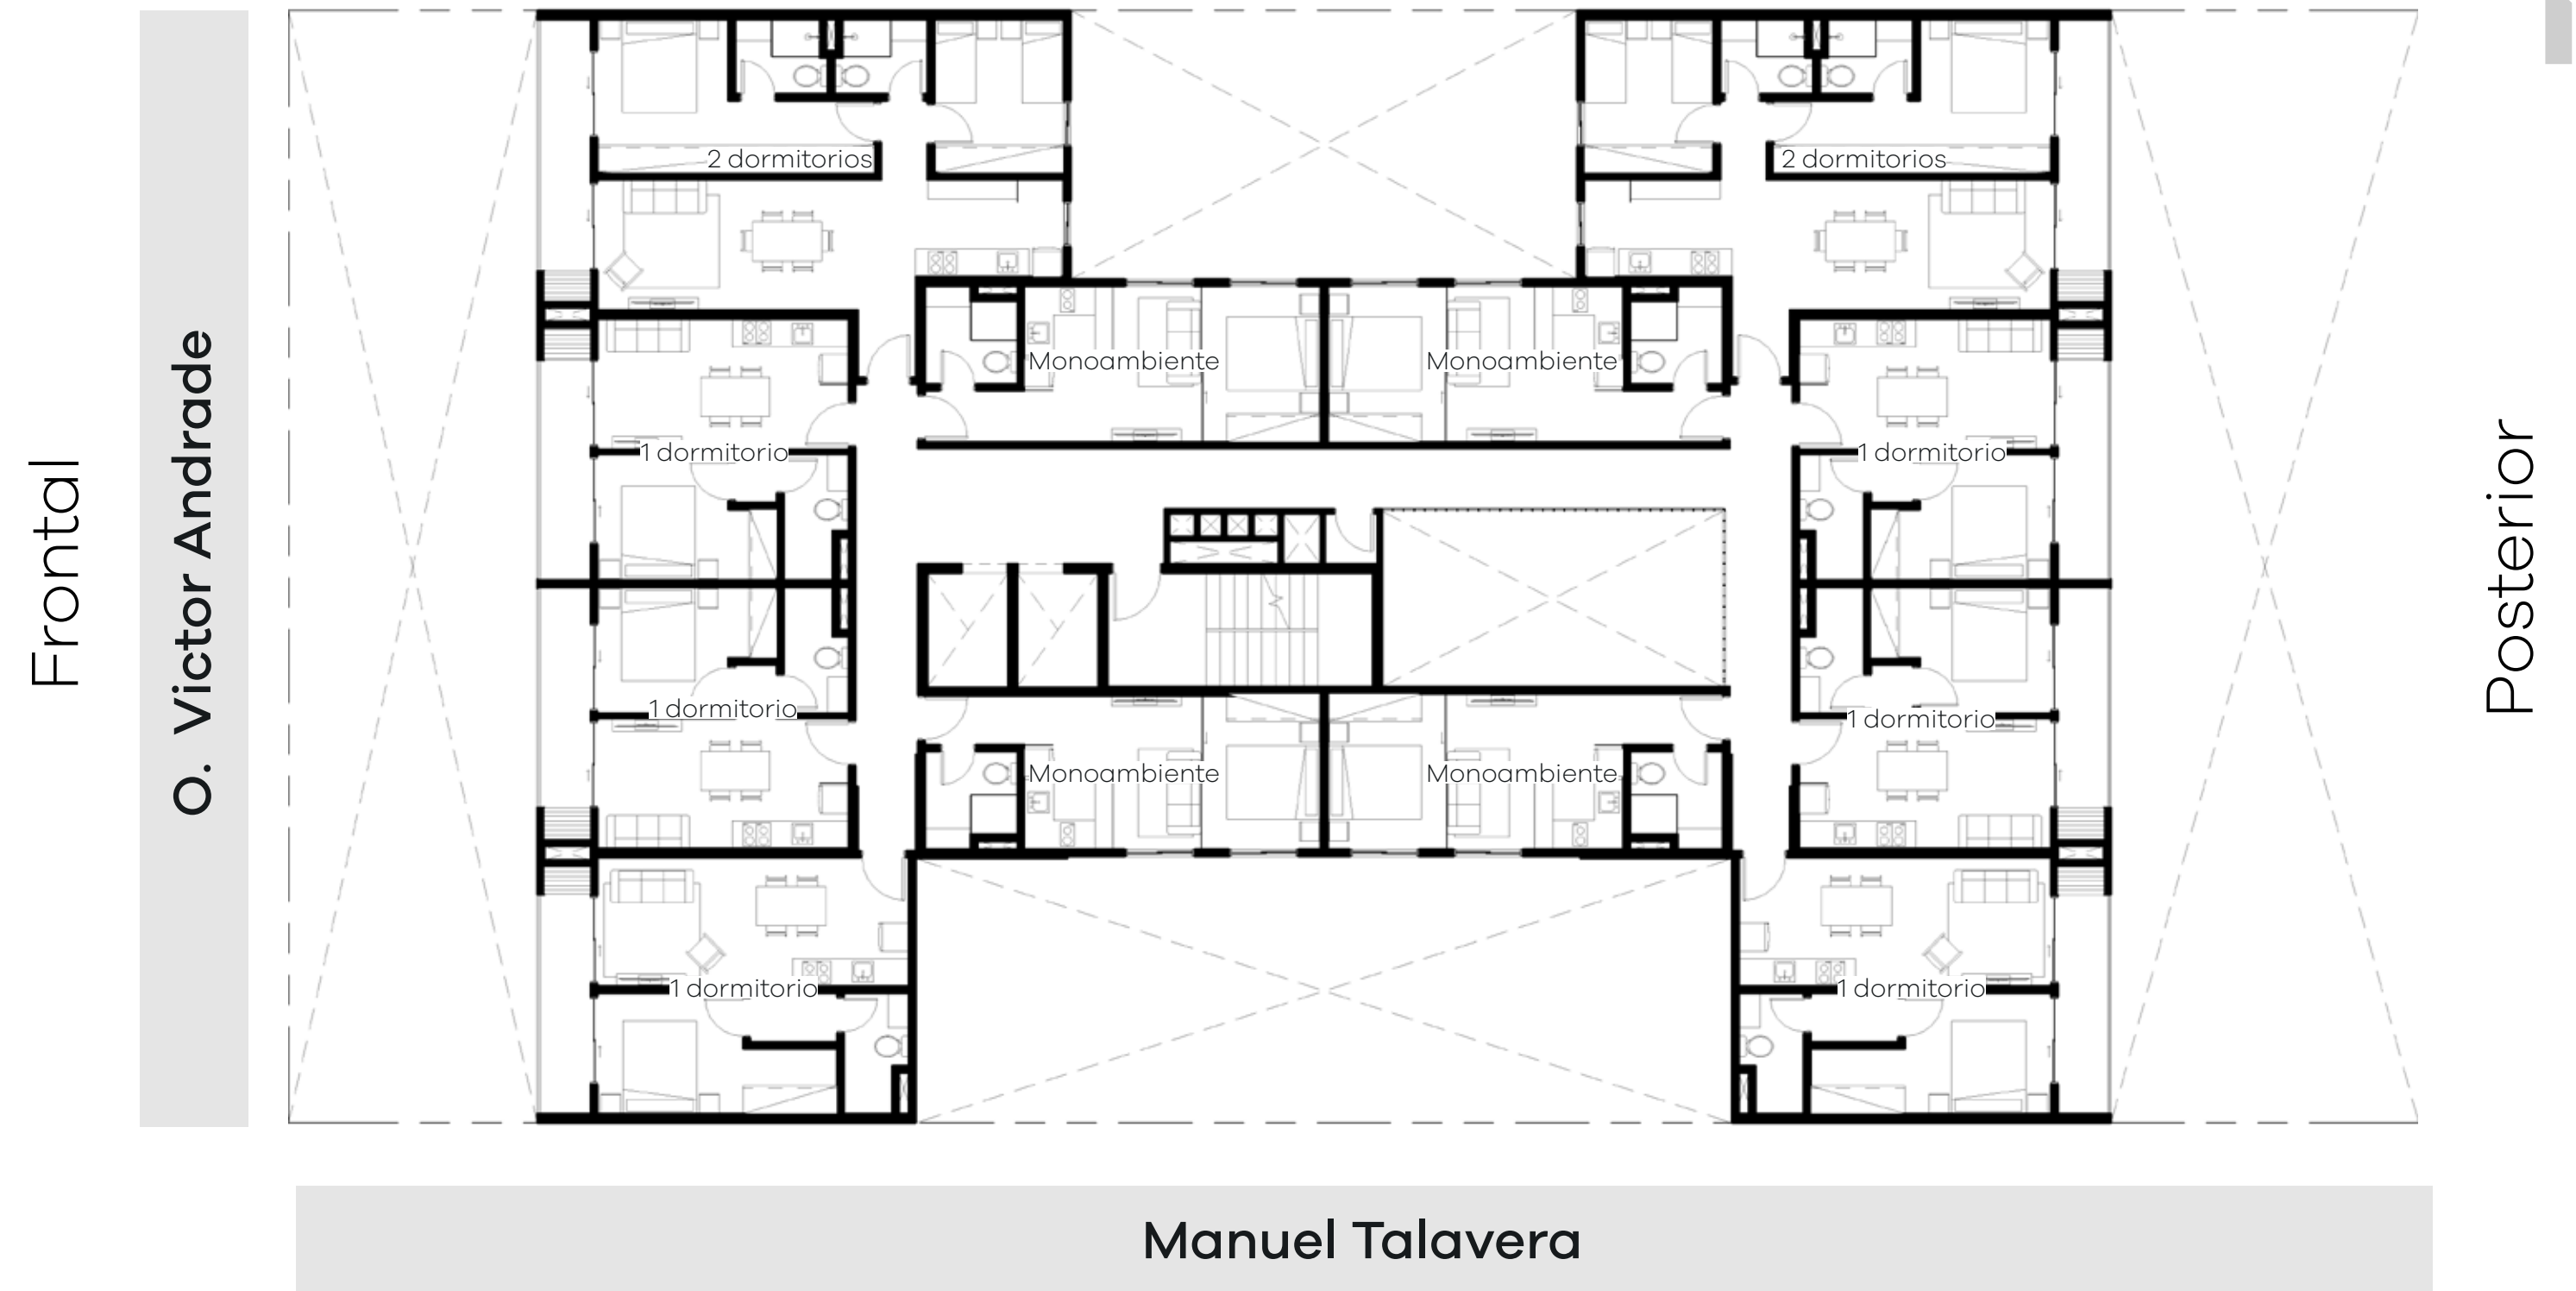 Frontal
O. Victor Andrade
2 dormitorios
2 dormitorios
Monoambiente
Monoambiente
1 dormitorio
1 dormitorio
1 dormitorio
1 dormitorio
Monoambiente
Monoambiente
1 dormitorio
1 dormitorio
Posterior
Manuel Talavera